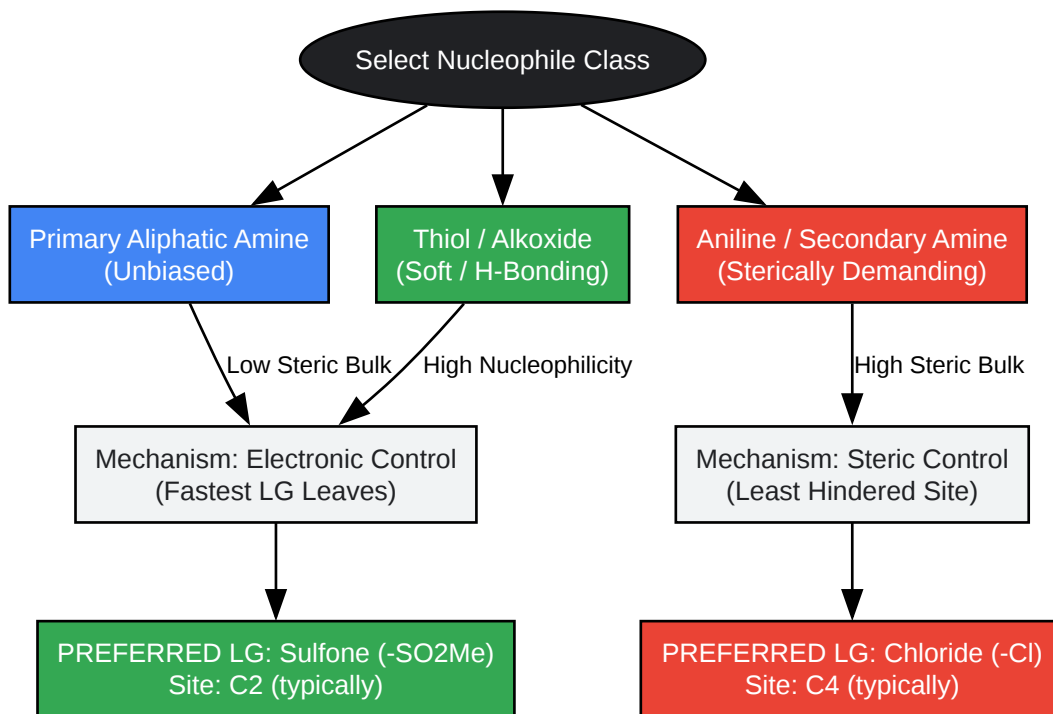 Select Nucleophile Class
Primary Aliphatic Amine
(Unbiased)
Thiol / Alkoxide
(Soft / H-Bonding)
Aniline / Secondary Amine
(Sterically Demanding)
Low Steric Bulk
High Nucleophilicity
High Steric Bulk
Mechanism: Electronic Control
(Fastest LG Leaves)
Mechanism: Steric Control
(Least Hindered Site)
PREFERRED LG: Sulfone (-SO2Me)
Site: C2 (typically)
PREFERRED LG: Chloride (-Cl)
Site: C4 (typically)